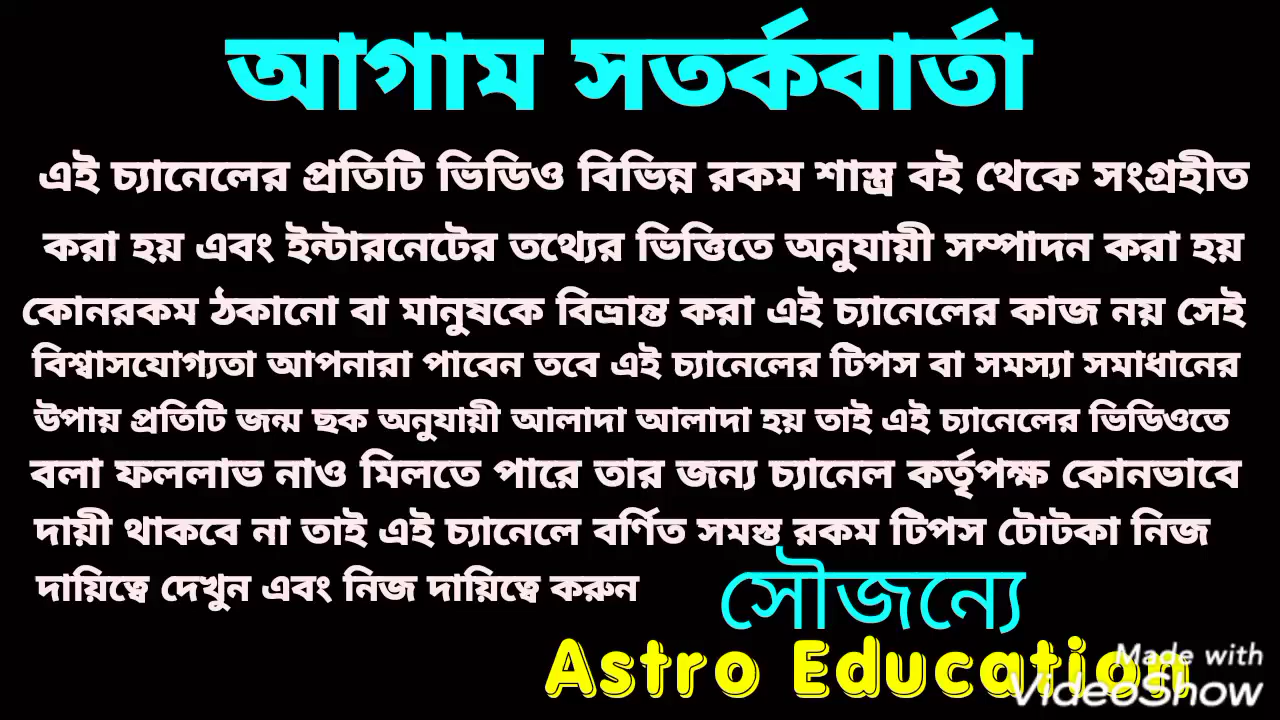 আগাম সতর্কবার্তা
এই চ্যানেলের প্রতিটি ভিডিও বিভিন্ন রকম শাস্ত্র বই থেকে সংগ্রহীত
করা হয় এবং ইন্টারনেটের তথ্যের ভিত্তিতে অনুযায়ী সম্পাদন করা হয়
কোনরকম ঠকানো বা মানুষকে বিভ্রান্ত করা এই চ্যানেলের কাজ নয় সেই
বিশ্বাসযোগ্যতা আপনারা পাবেন তবে এই চ্যানেলের টিপস বা সমস্যা সমাধানের
উপায় প্রতিটি জন্ম ছক অনুযায়ী আলাদা আলাদা হয় তাই এই চ্যানেলের ভিডিওতে
বলা ফললাভ নাও মিলতে পারে তার জন্য চ্যানেল কর্তৃপক্ষ কোনভাবে
দায়ী থাকবে না তাই এই চ্যানেলে বর্ণিত সমস্ত রকম টিপস টোটকা নিজ
দায়িত্বে দেখুন এবং নিজ দায়িত্বে করুন
সৌজন্যে
Astro Education
Made with
VideoShow